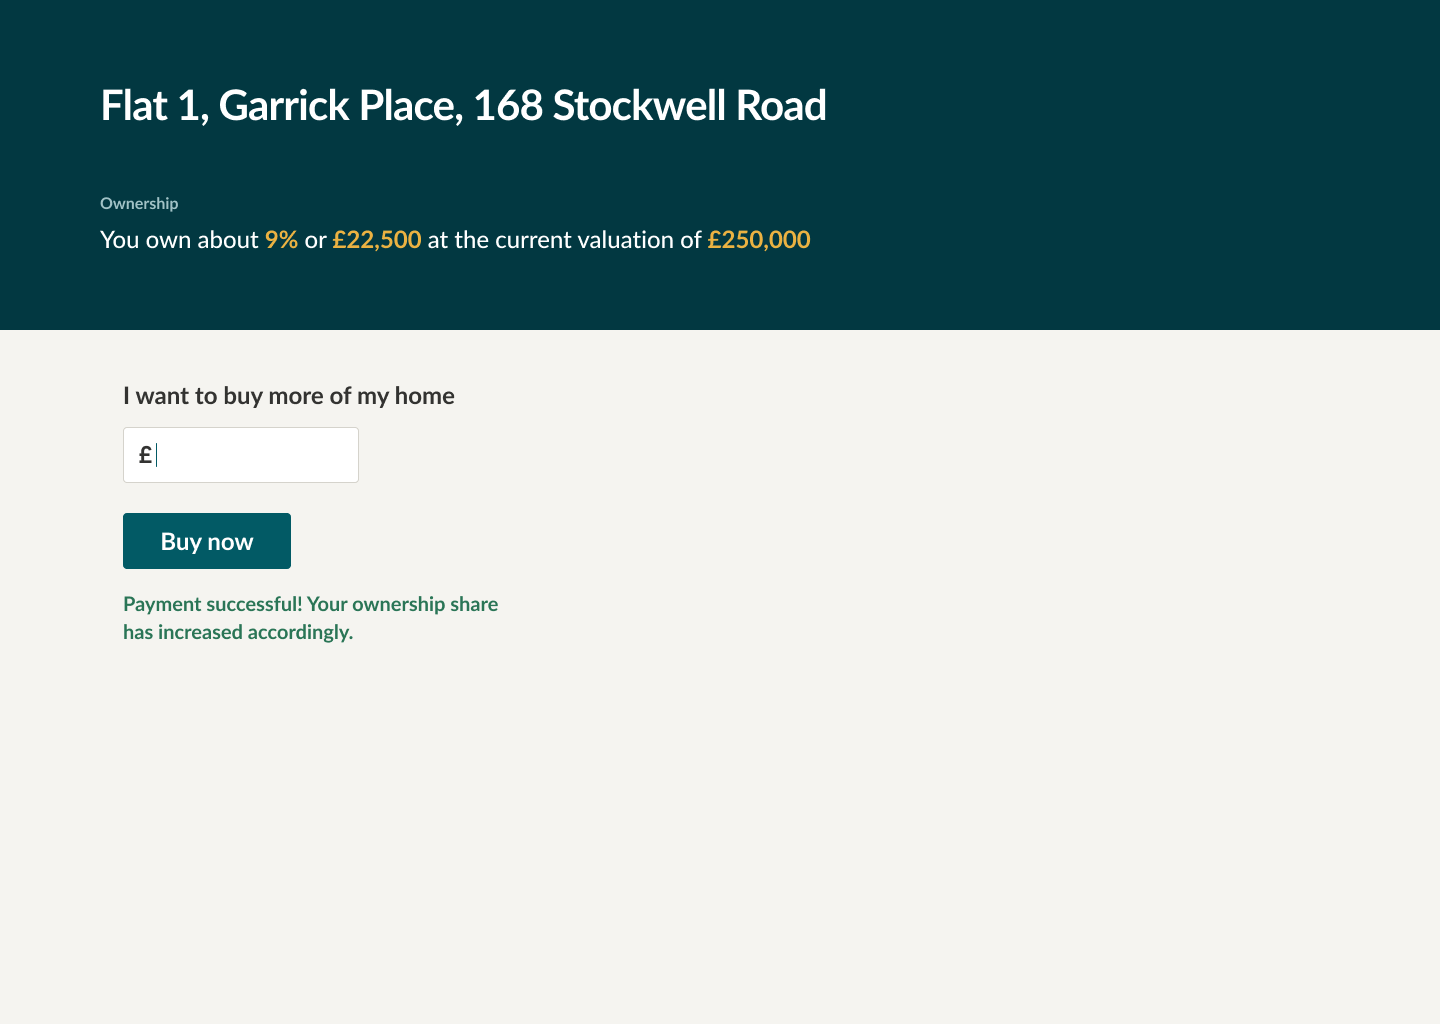 Flat 1, Garrick Place, 168 Stockwell Road
Ownership
You own about 9% or £22,500 at the current valuation of £250,000
I want to buy more of my home
£
Buy now
Payment successful! Your ownership share
has increased accordingly.